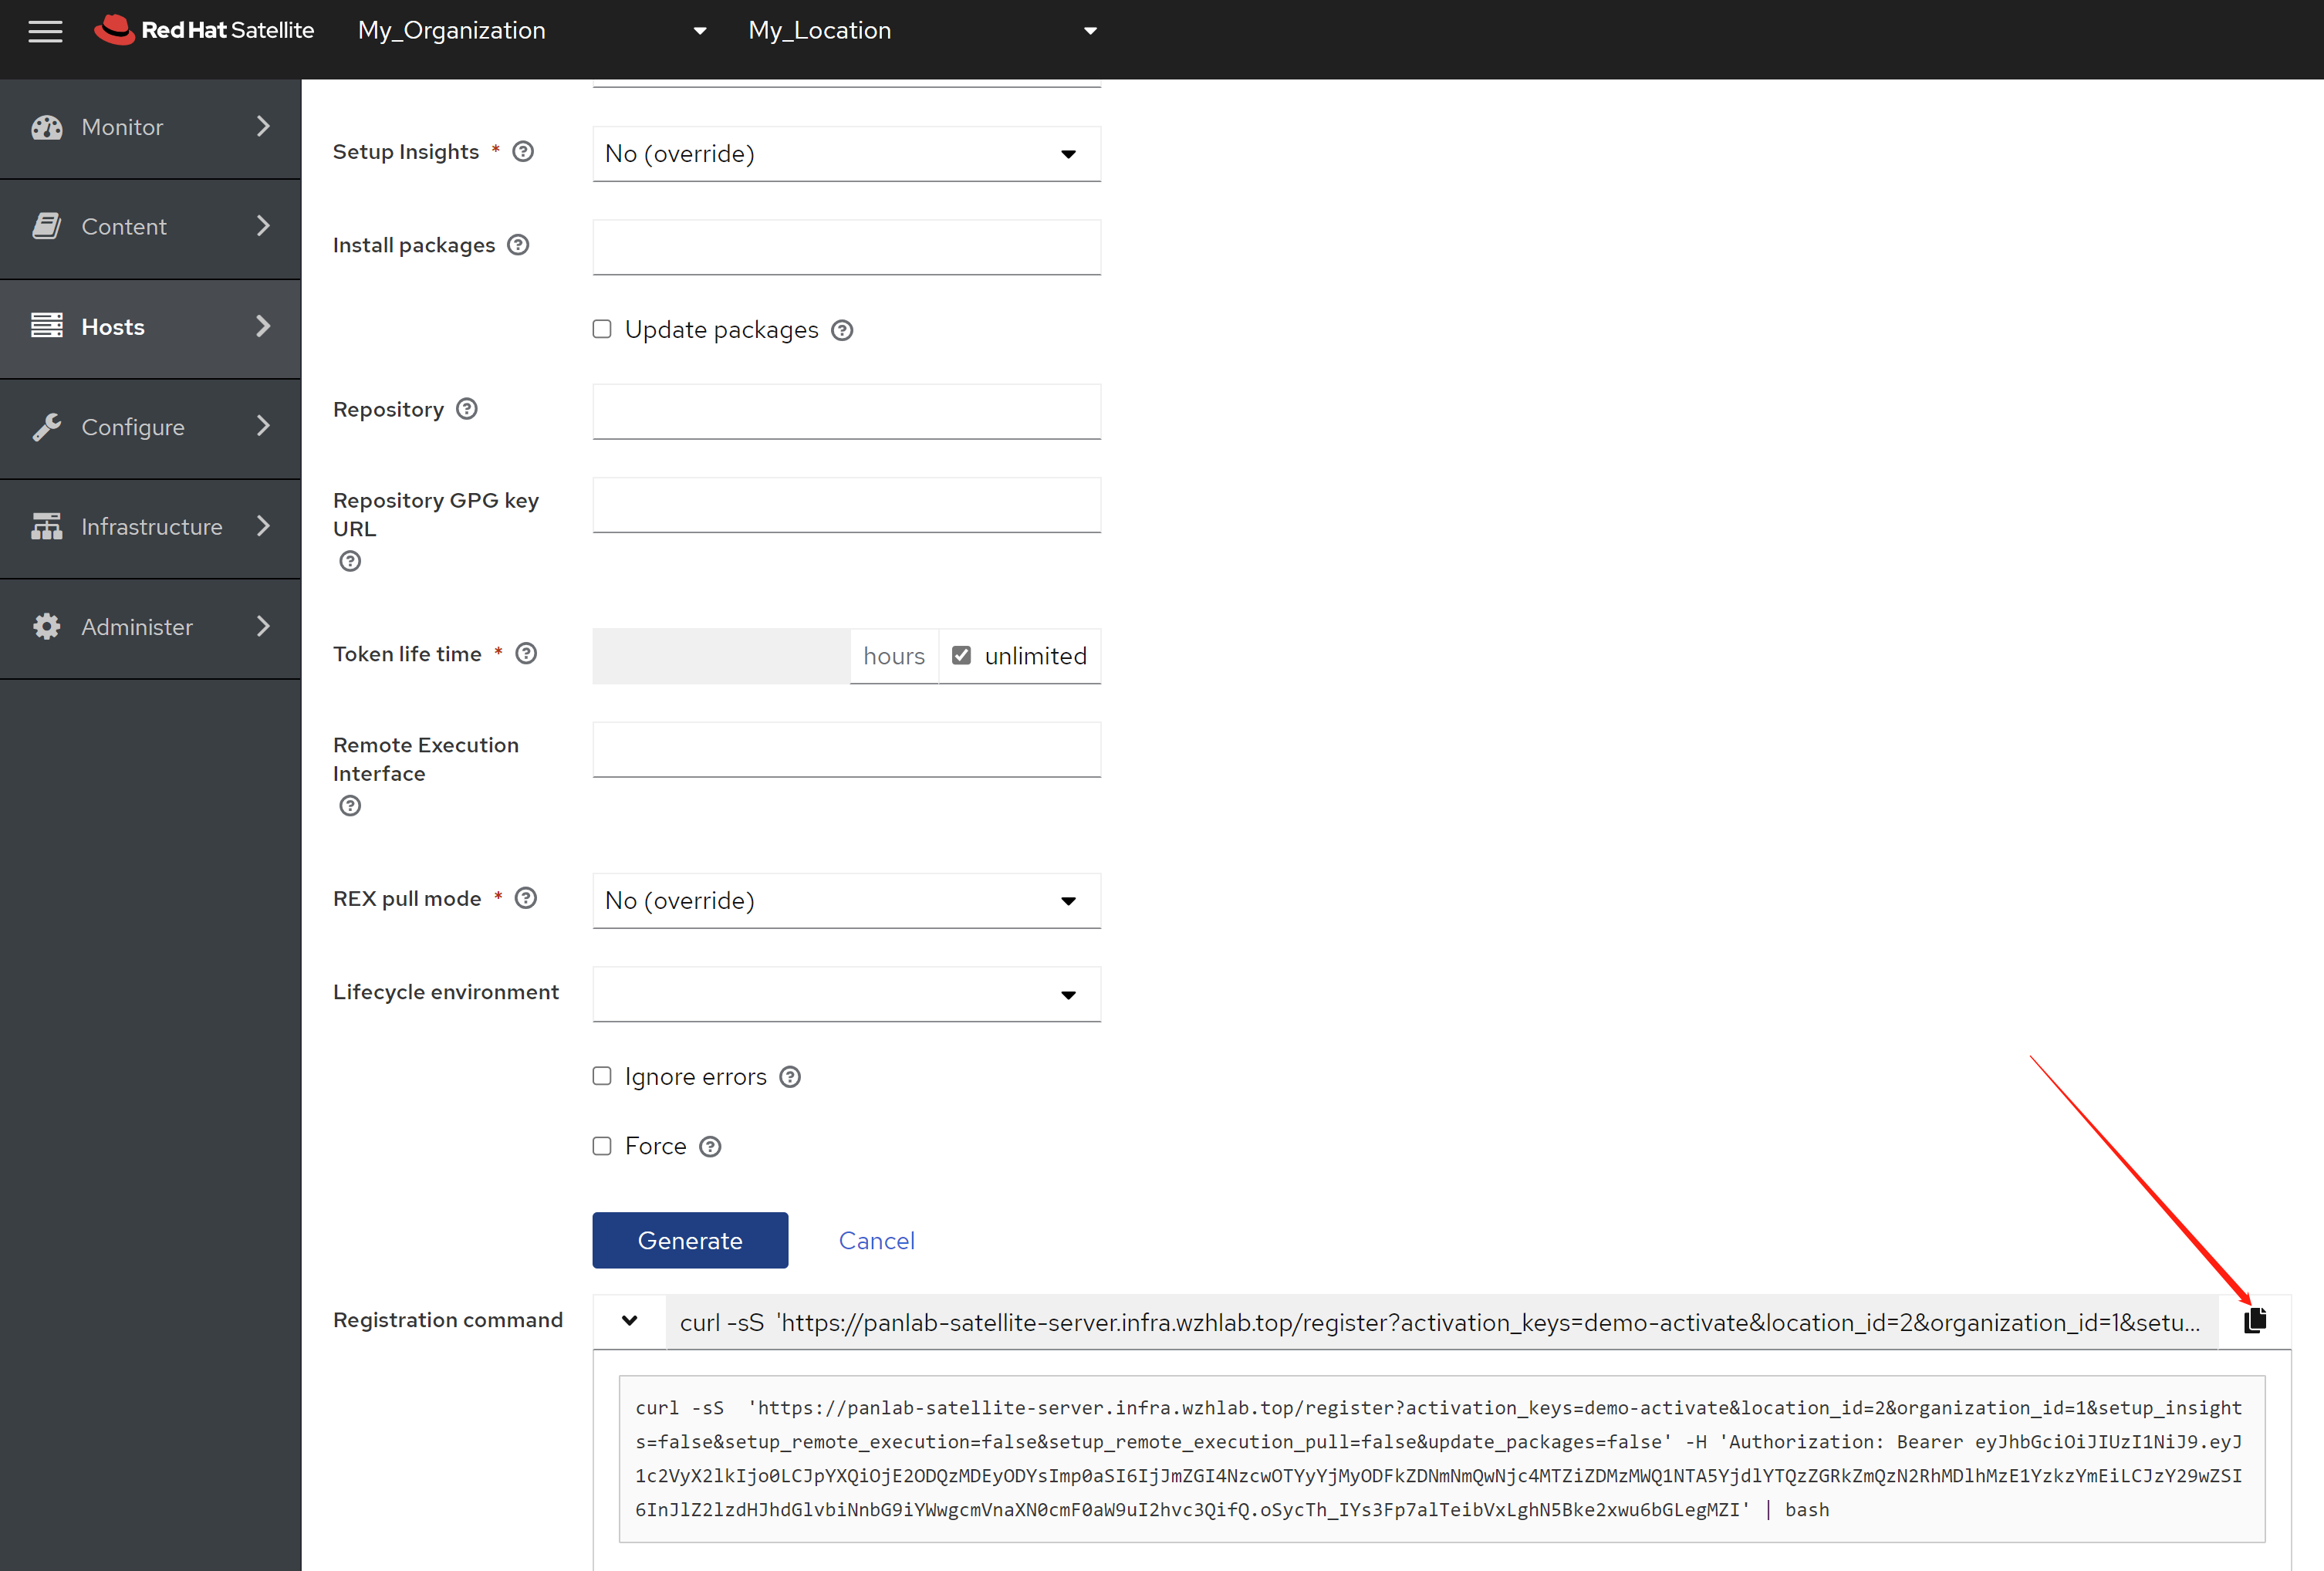 Red Hat Satellite My_Organization My_Location
Monitor
Content
Hosts
Configure
Infrastructure
Administer
Setup Insights * No (override)
Install packages
Update packages
Repository
Repository GPG key
URL
Token life time * hours unlimited
Remote Execution
Interface
REX pull mode * No (override)
Lifecycle environment
Ignore errors
Force
Generate Cancel
Registration command curl -sS 'https://panlab-satellite-server.infra.wzhlab.top/register?activation_keys=demo-activate&location_id=2&organization_id=1&setu...
curl -sS  'https://panlab-satellite-server.infra.wzhlab.top/register?activation_keys=demo-activate&location_id=2&organization_id=1&setup_insight
s=false&setup_remote_execution=false&setup_remote_execution_pull=false&update_packages=false' -H 'Authorization: Bearer eyJhbGciOiJIUzI1NiJ9.eyJ
1c2VyX2lkIjo0LCJpYXQiOjE2ODQzMDEyODYsImp0aSI6IjJmZGI4NzcwOTYyYjMyODFkZDNmNmQwNjc4MTZiZDMzMWQ1NTA5YjdlYTQzZGRkZmQzN2RhMDlhMzE1YzkzYmEiLCJzY29wZSI
6InJlZ2lzdHJhdGlvbiNnbG9iYWwgcmVnaXN0cmF0aW9uI2hvc3QifQ.oSycTh_IYs3Fp7alTeibVxLghN5Bke2xwu6bGLegMZI' | bash